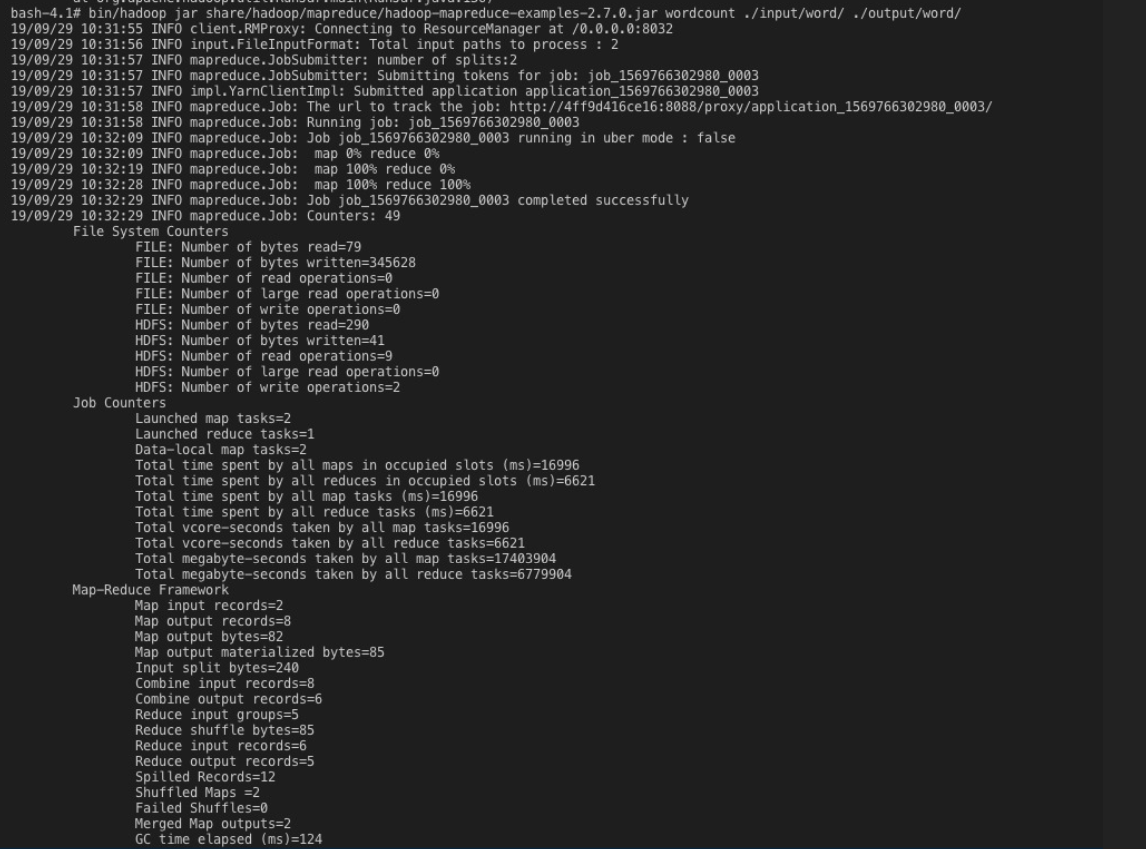 at org.apache.hadoop.util.RunJar.main(RunJar.java:136)
bash-4.1# bin/hadoop jar share/hadoop/mapreduce/hadoop-mapreduce-examples-2.7.0.jar wordcount ./input/word/ ./output/word/
19/09/29 10:31:55 INFO client.RMProxy: Connecting to ResourceManager at /0.0.0.0:8032
19/09/29 10:31:56 INFO input.FileInputFormat: Total input paths to process : 2
19/09/29 10:31:57 INFO mapreduce.JobSubmitter: number of splits:2
19/09/29 10:31:57 INFO mapreduce.JobSubmitter: Submitting tokens for job: job_1569766302980_0003
19/09/29 10:31:57 INFO impl.YarnClientImpl: Submitted application application_1569766302980_0003
19/09/29 10:31:58 INFO mapreduce.Job: The url to track the job: http://4ff9d416ce16:8088/proxy/application_1569766302980_0003/
19/09/29 10:31:58 INFO mapreduce.Job: Running job: job_1569766302980_0003
19/09/29 10:32:09 INFO mapreduce.Job: Job job_1569766302980_0003 running in uber mode : false
19/09/29 10:32:09 INFO mapreduce.Job:  map 0% reduce 0%
19/09/29 10:32:19 INFO mapreduce.Job:  map 100% reduce 0%
19/09/29 10:32:28 INFO mapreduce.Job:  map 100% reduce 100%
19/09/29 10:32:29 INFO mapreduce.Job: Job job_1569766302980_0003 completed successfully
19/09/29 10:32:29 INFO mapreduce.Job: Counters: 49
File System Counters
FILE: Number of bytes read=79
FILE: Number of bytes written=345628
FILE: Number of read operations=0
FILE: Number of large read operations=0
FILE: Number of write operations=0
HDFS: Number of bytes read=290
HDFS: Number of bytes written=41
HDFS: Number of read operations=9
HDFS: Number of large read operations=0
HDFS: Number of write operations=2
Job Counters
Launched map tasks=2
Launched reduce tasks=1
Data-local map tasks=2
Total time spent by all maps in occupied slots (ms)=16996
Total time spent by all reduces in occupied slots (ms)=6621
Total time spent by all map tasks (ms)=16996
Total time spent by all reduce tasks (ms)=6621
Total vcore-seconds taken by all map tasks=16996
Total vcore-seconds taken by all reduce tasks=6621
Total megabyte-seconds taken by all map tasks=17403904
Total megabyte-seconds taken by all reduce tasks=6779904
Map-Reduce Framework
Map input records=2
Map output records=8
Map output bytes=82
Map output materialized bytes=85
Input split bytes=240
Combine input records=8
Combine output records=6
Reduce input groups=5
Reduce shuffle bytes=85
Reduce input records=6
Reduce output records=5
Spilled Records=12
Shuffled Maps =2
Failed Shuffles=0
Merged Map outputs=2
GC time elapsed (ms)=124